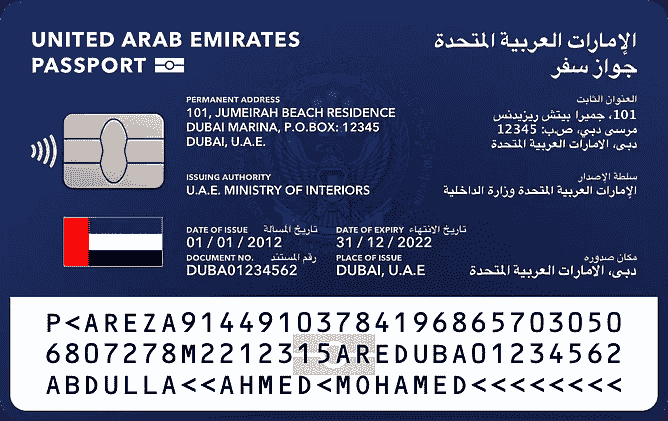 UNITED ARAB EMIRATES
الإمارات العربية المتحدة
PASSPORT
جواز سفر
PERMANENT ADDRESS
العنوان الثابت
101, JUMEIRAH BEACH RESIDENCE
101، جميرا بيتش ريزيدنس
DUBAI MARINA, P.O.BOX: 12345
مرسى دبي، ص.ب: 12345
DUBAI, U.A.E.
دبى، الامارات العربية المتحدة
ISSUING AUTHORITY
سلطة الإصدار
U.A.E. MINISTRY OF INTERIORS
الإمارات العربية المتحدة وزارة الداخلية
DATE OF ISSUE تاريخ المسالة
DATE OF EXPIRY تاريخ الانتهاء
01 / 01 / 2012
31 / 12 / 2022
DOCUMENT NO. رقم المستند
PLACE OF ISSUE
مكان صدوره
DUBA01234562
DUBAI, U.A.E
دبى، الامارات العربية المتحدة
P<AREZA91449103784196865703050
6807278M2212315AREDUBA01234562
ABDULLA<<AHMED<MOHAMED<<<<<<<<